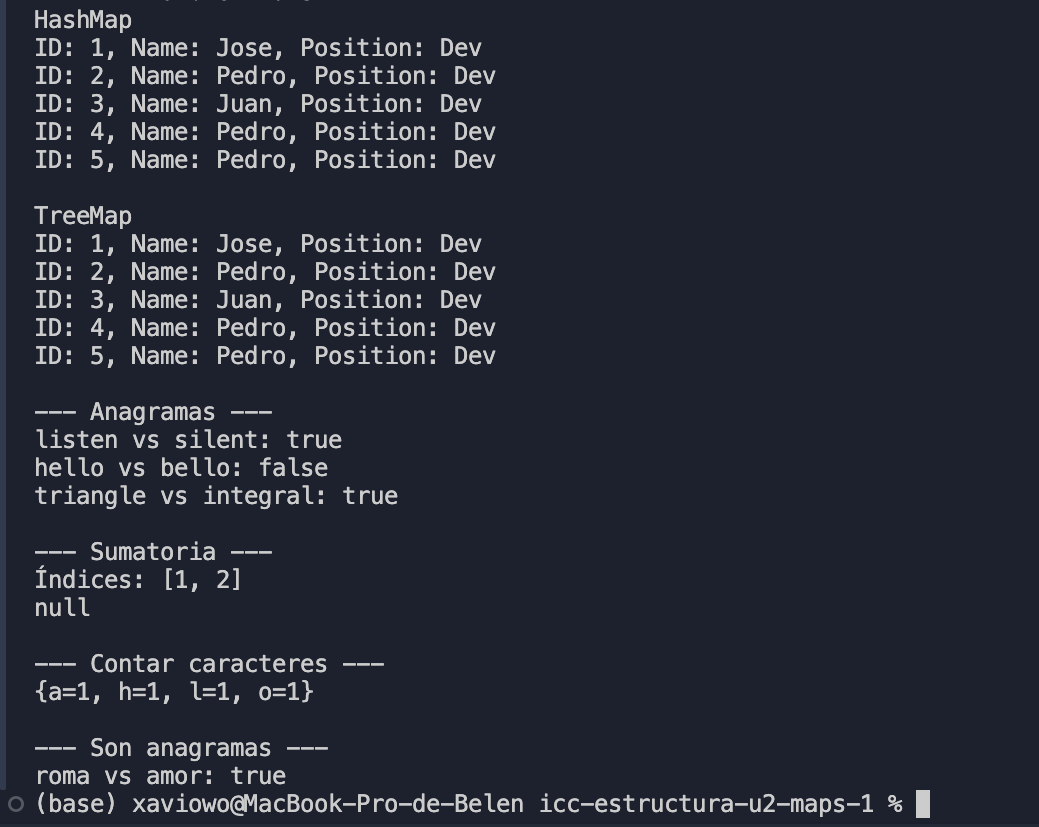 HashMap
ID: 1, Name: Jose, Position: Dev
ID: 2, Name: Pedro, Position: Dev
ID: 3, Name: Juan, Position: Dev
ID: 4, Name: Pedro, Position: Dev
ID: 5, Name: Pedro, Position: Dev
TreeMap
ID: 1, Name: Jose, Position: Dev
ID: 2, Name: Pedro, Position: Dev
ID: 3, Name: Juan, Position: Dev
ID: 4, Name: Pedro, Position: Dev
ID: 5, Name: Pedro, Position: Dev
--- Anagramas ---
listen vs silent: true
hello vs bello: false
triangle vs integral: true
--- Sumatoria ---
Índices: [1, 2]
null
--- Contar caracteres ---
{a=1, h=1, l=1, o=1}
--- Son anagramas ---
roma vs amor: true
(base) xaviowo@MacBook-Pro-de-Belen icc-estructura-u2-maps-1 %